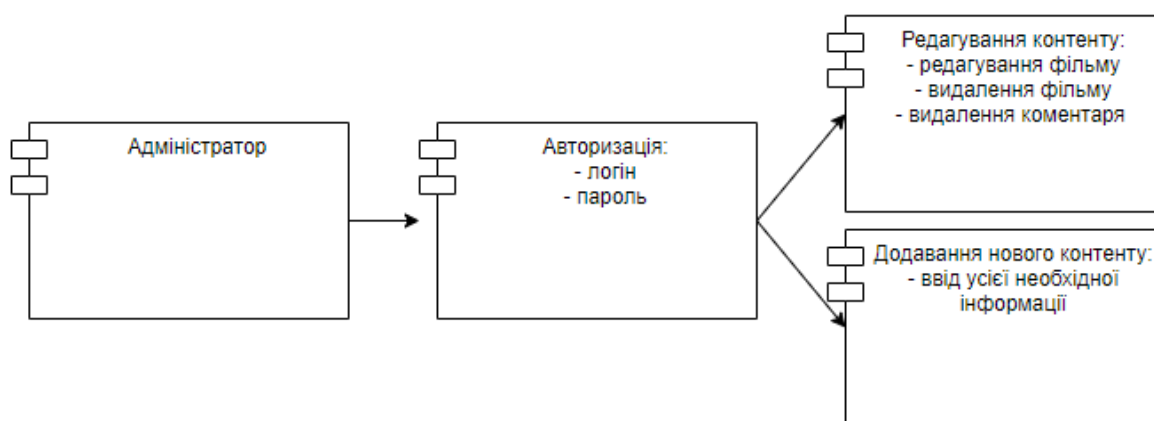 Адміністратор
Авторизація:
- логін
- пароль
Редагування контенту:
- редагування фільму
- видалення фільму
- видалення коментаря
Додавання нового контенту:
- ввід усієї необхідної
інформації